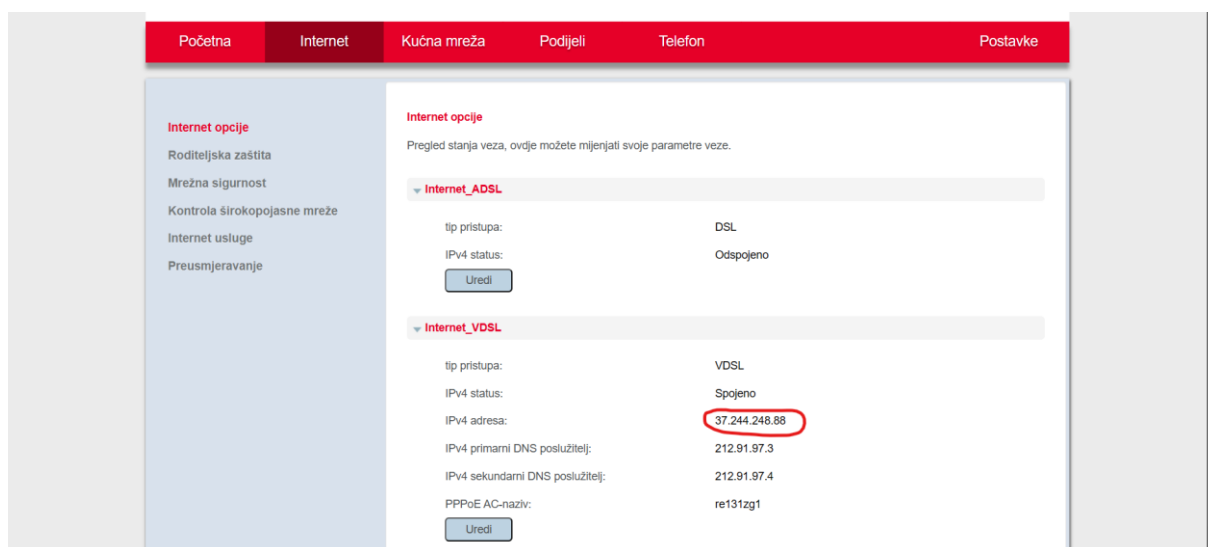 Početna Internet Kućna mreža Podijeli Telefon Postavke
Internet opcije
Roditeljska zaštita
Mrežna sigurnost
Kontrola širokopojasne mreže
Internet usluge
Preusmjeravanje
Internet opcije
Pregled stanja veza, ovdje možete mijenjati svoje parametre veze.
Internet_ADSL
tip pristupa: DSL
IPv4 status: Odspojeno
Uredi
Internet_VDSL
tip pristupa: VDSL
IPv4 status: Spojeno
IPv4 adresa: 37.244.248.88
IPv4 primarni DNS poslužitelj: 212.91.97.3
IPv4 sekundarni DNS poslužitelj: 212.91.97.4
PPPoE AC-naziv: re131zg1
Uredi